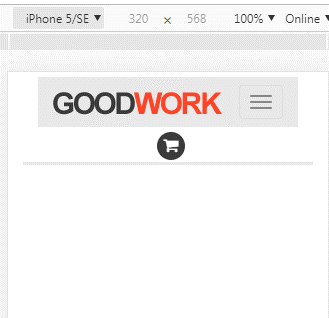 iPhone 5/SE ▼ 320 × 568 100% ▼ Online
GOODWORK